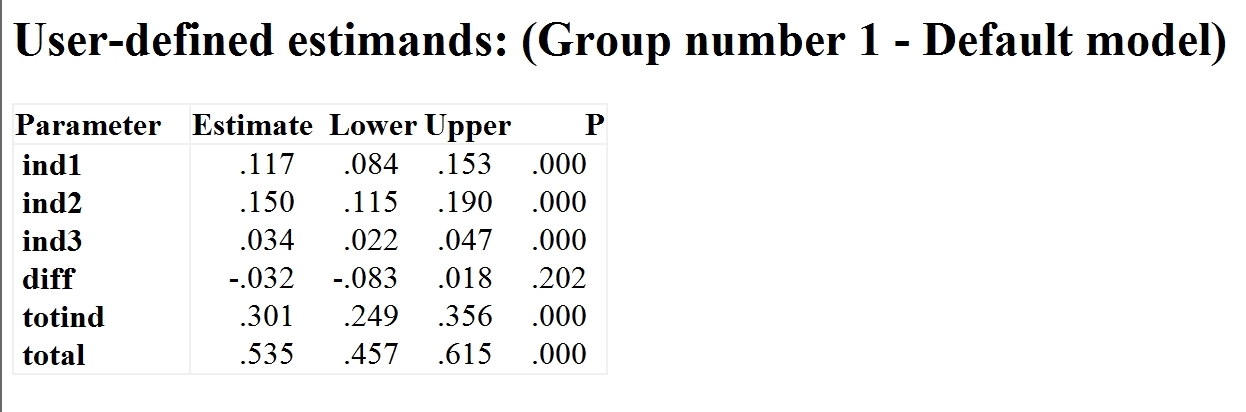 User-defined estimands: (Group number 1 - Default model)
Parameter Estimate Lower Upper P
ind1 .117 .084 .153 .000
ind2 .150 .115 .190 .000
ind3 .034 .022 .047 .000
diff -.032 -.083 .018 .202
totind .301 .249 .356 .000
total .535 .457 .615 .000